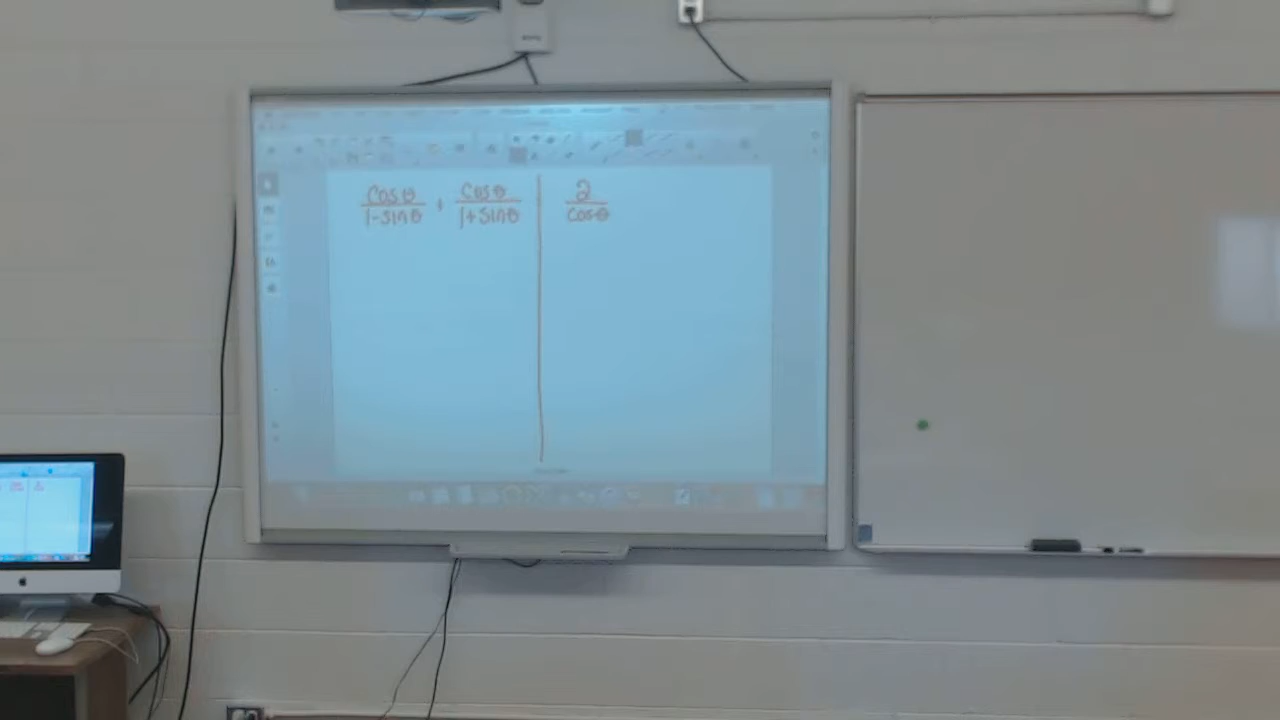 cosθ / 1-sinθ + cosθ / 1+sinθ | 2 / cosθ